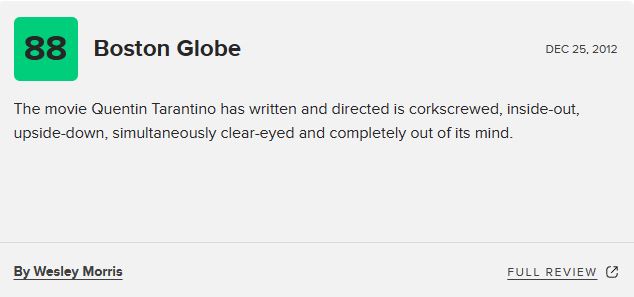 88 Boston Globe DEC 25, 2012
The movie Quentin Tarantino has written and directed is corkscrewed, inside-out,
upside-down, simultaneously clear-eyed and completely out of its mind.
By Wesley Morris FULL REVIEW